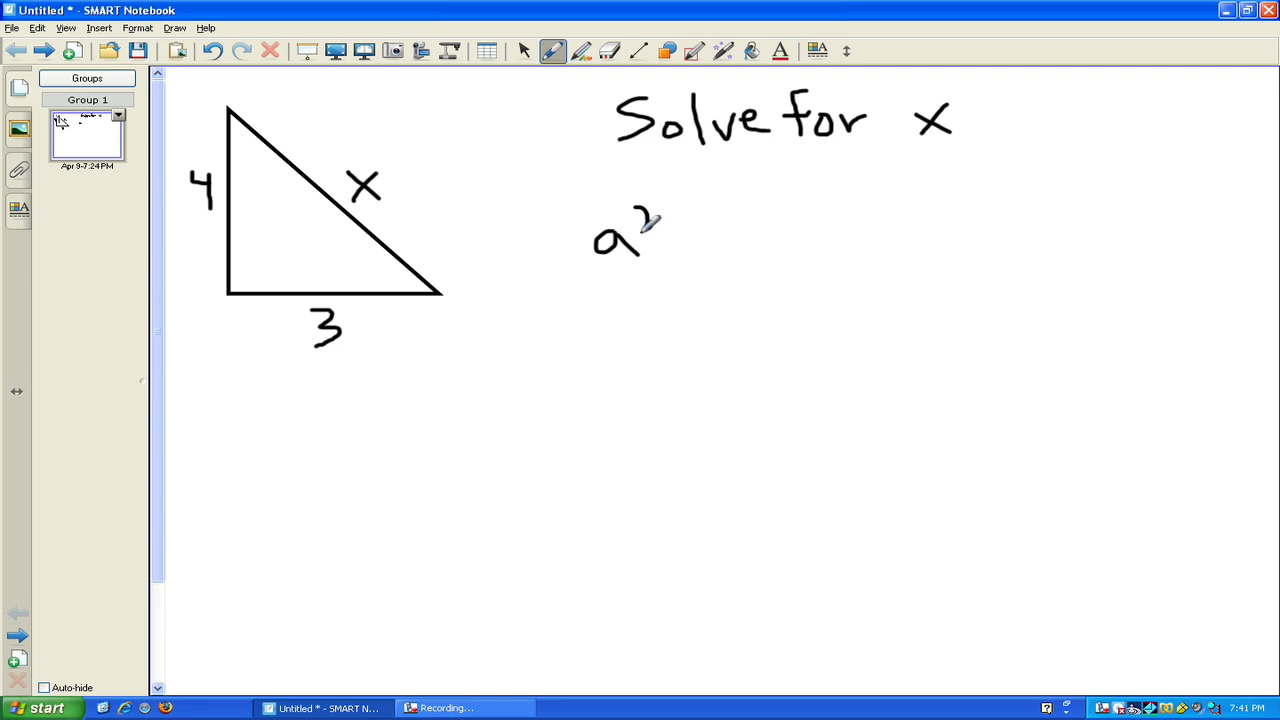 Untitled * - SMART Notebook
File Edit View Insert Format Draw Help
Groups
Group 1
Apr 9-7:24 PM
Solve for x
4
x
a²
3
Auto-hide
start
Untitled * - SMART N...
Recording...
7:41 PM